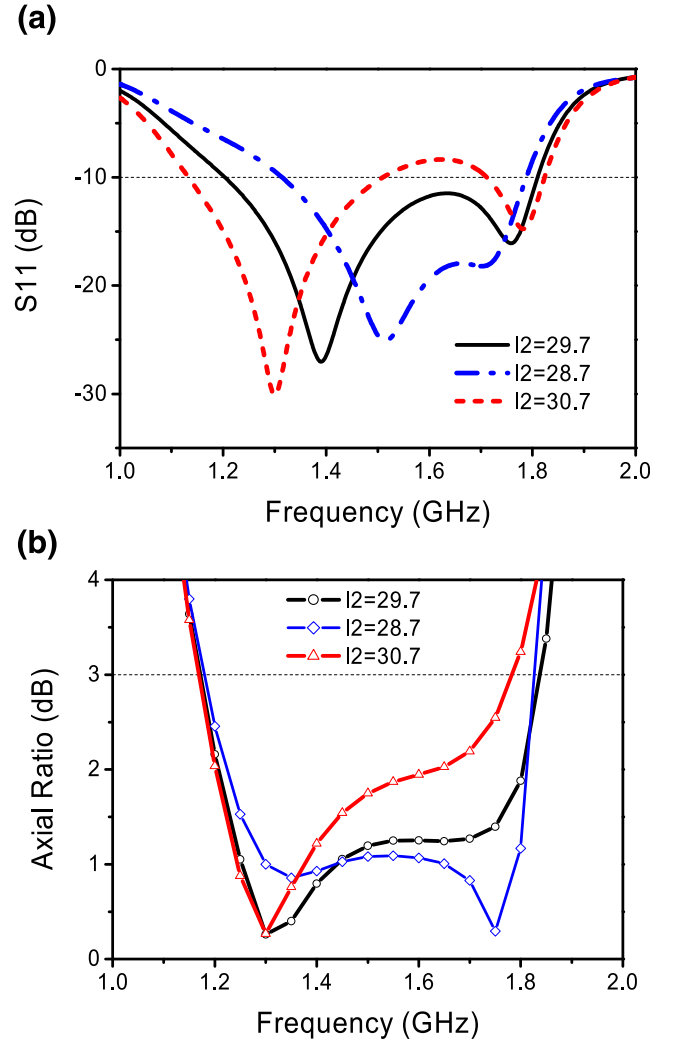 (a)
0
-10
-20
-30
S11 (dB)
l2=29.7
l2=28.7
l2=30.7
1.0 1.2 1.4 1.6 1.8 2.0
Frequency (GHz)
(b)
4
3
2
1
0
Axial Ratio (dB)
l2=29.7
l2=28.7
l2=30.7
1.0 1.2 1.4 1.6 1.8 2.0
Frequency (GHz)